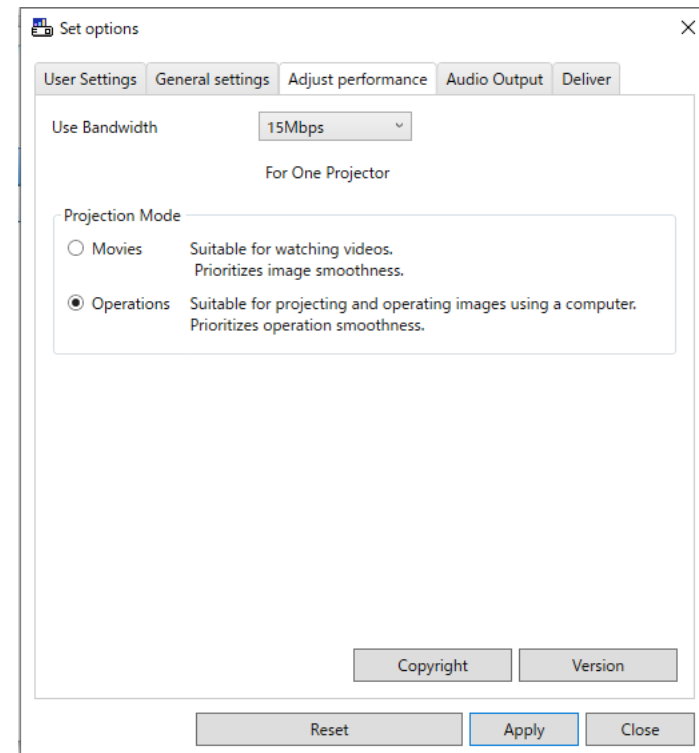 Set options
User Settings
General settings
Adjust performance
Audio Output
Deliver
Use Bandwidth
15Mbps
For One Projector
Projection Mode
Movies
Suitable for watching videos.
Prioritizes image smoothness.
Operations
Suitable for projecting and operating images using a computer.
Prioritizes operation smoothness.
Copyright
Version
Reset
Apply
Close